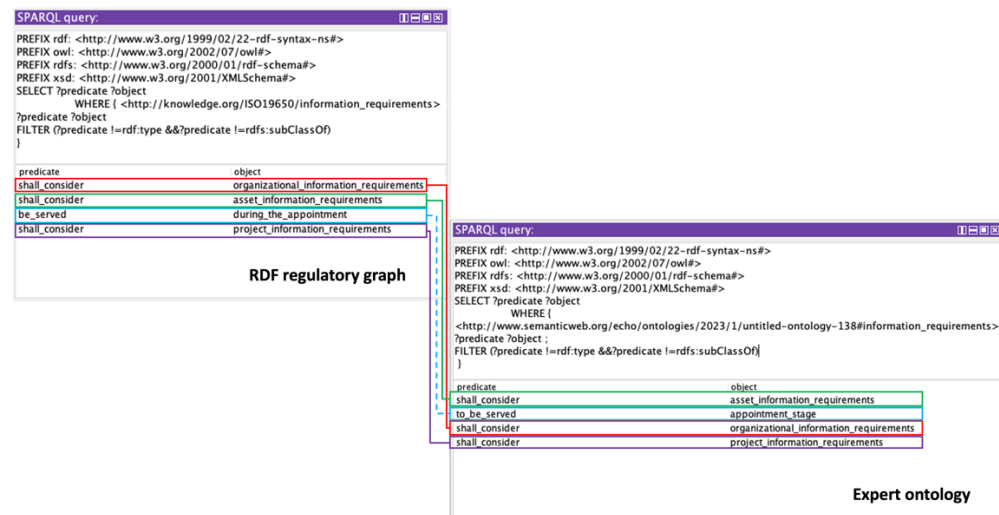 SPARQL query:
PREFIX rdf: <http://www.w3.org/1999/02/22-rdf-syntax-ns#>
PREFIX owl: <http://www.w3.org/2002/07/owl#>
PREFIX rdfs: <http://www.w3.org/2000/01/rdf-schema#>
PREFIX xsd: <http://www.w3.org/2001/XMLSchema#>
SELECT ?predicate ?object
WHERE { <http://knowledge.org/ISO19650/information_requirements>
?predicate ?object
FILTER (?predicate !=rdf:type &&?predicate !=rdfs:subClassOf)
}
predicate object
shall_consider organizational_information_requirements
shall_consider asset_information_requirements
be_served during_the_appointment
shall_consider project_information_requirements
RDF regulatory graph
SPARQL query:
PREFIX rdf: <http://www.w3.org/1999/02/22-rdf-syntax-ns#>
PREFIX owl: <http://www.w3.org/2002/07/owl#>
PREFIX rdfs: <http://www.w3.org/2000/01/rdf-schema#>
PREFIX xsd: <http://www.w3.org/2001/XMLSchema#>
SELECT ?predicate ?object
WHERE {
<http://www.semanticweb.org/echo/ontologies/2023/1/untitled-ontology-138#information_requirements>
?predicate ?object ;
FILTER (?predicate !=rdf:type &&?predicate !=rdfs:subClassOf)
}
predicate object
shall_consider asset_information_requirements
to_be_served appointment_stage
shall_consider organizational_information_requirements
shall_consider project_information_requirements
Expert ontology